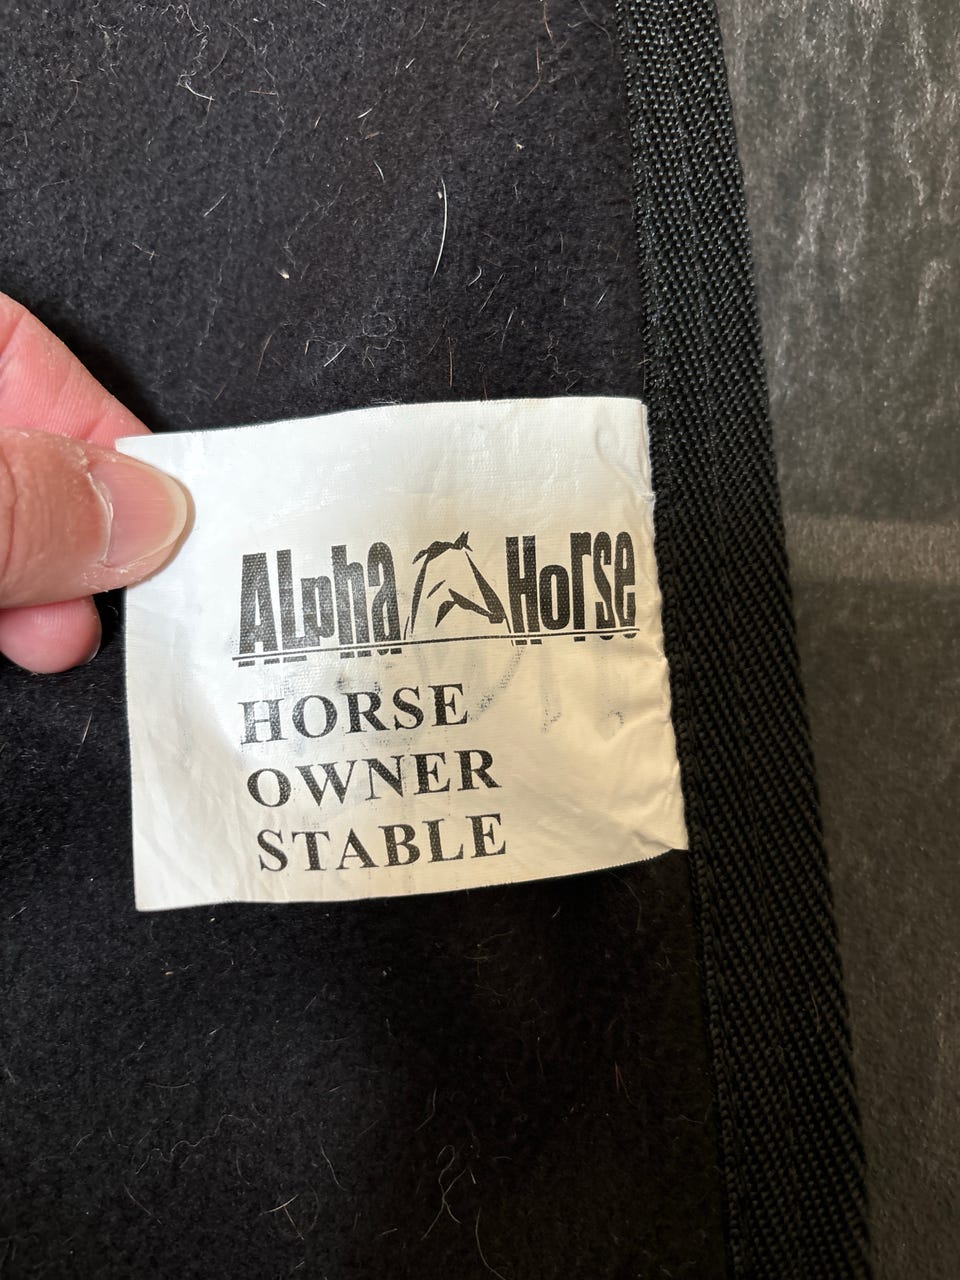 ALpha Horse
HORSE
OWNER
STABLE